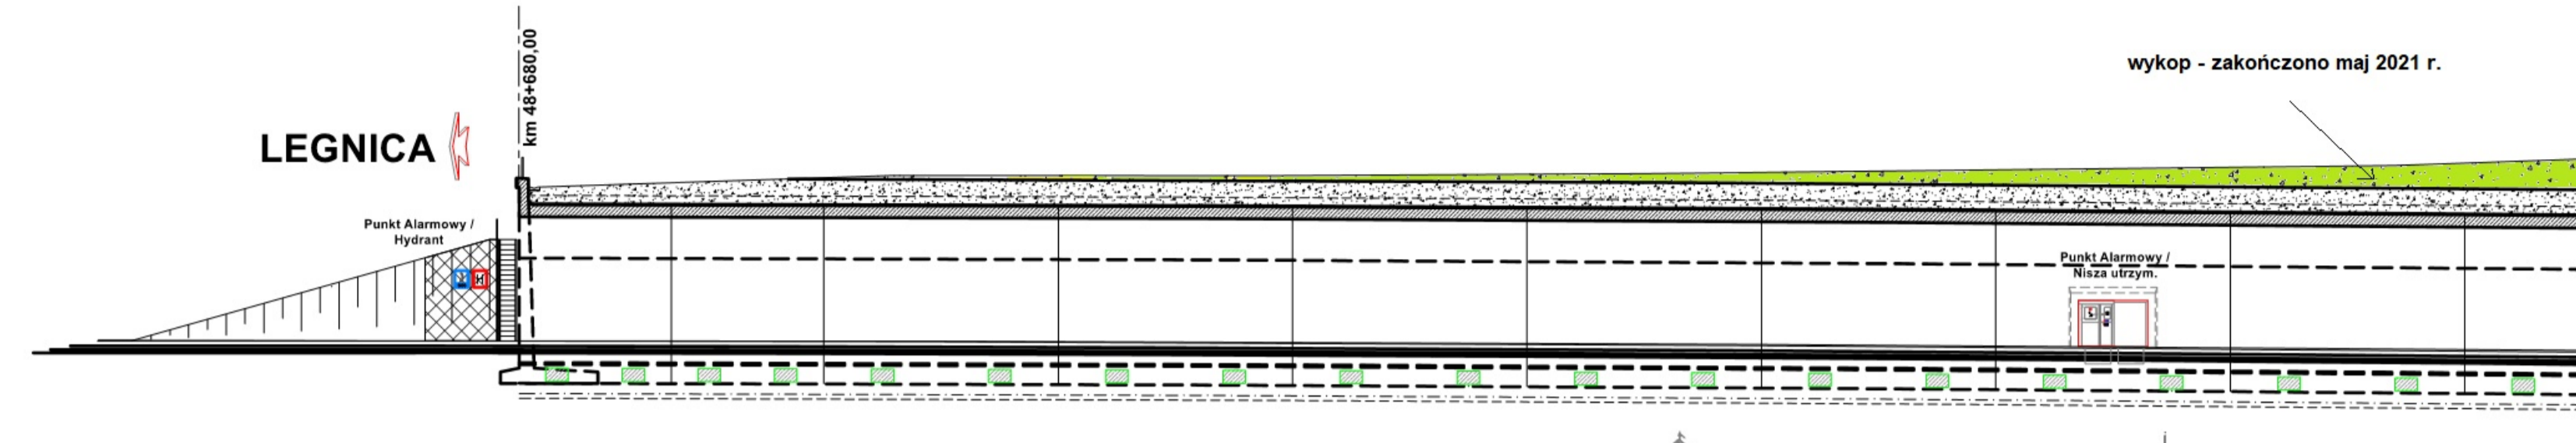 km 48+680,00
wykop - zakończono maj 2021 r.
LEGNICA
Punkt Alarmowy /
Hydrant
Punkt Alarmowy /
Nisza utrzym.